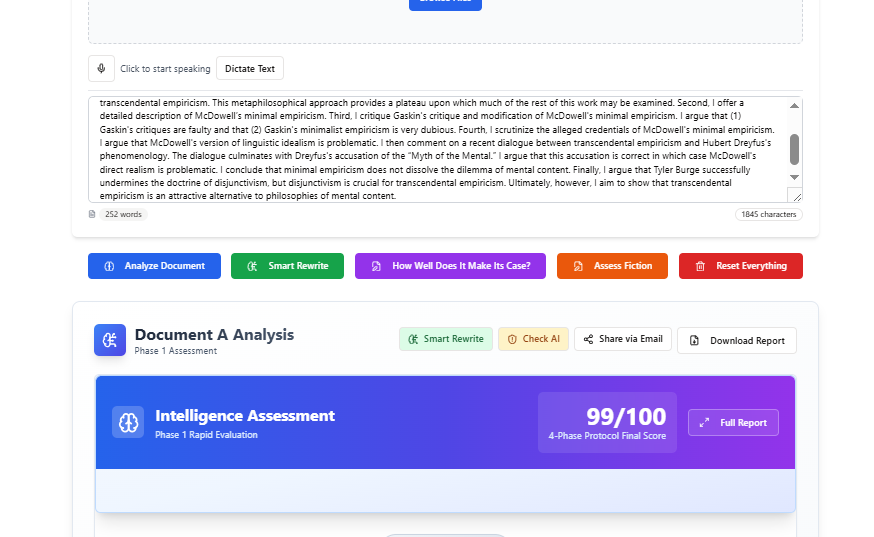 Click to start speaking
Dictate Text
transcendental empiricism. This metaphilosophical approach provides a plateau upon which much of the rest of this work may be examined. Second, I offer a
detailed description of McDowell's minimal empiricism. Third, I critique Gaskin's critique and modification of McDowell's minimal empiricism. I argue that (1)
Gaskin's critiques are faulty and that (2) Gaskin's minimalist empiricism is very dubious. Fourth, I scrutinize the alleged credentials of McDowell's minimal empiricism.
I argue that McDowell's version of linguistic idealism is problematic. I then comment on a recent dialogue between transcendental empiricism and Hubert Dreyfus's
phenomenology. The dialogue culminates with Dreyfus's accusation of the "Myth of the Mental." I argue that this accusation is correct in which case McDowell's
direct realism is problematic. I conclude that minimal empiricism does not dissolve the dilemma of mental content. Finally, I argue that Tyler Burge successfully
undermines the doctrine of disjunctivism, but disjunctivism is crucial for transcendental empiricism. Ultimately, however, I aim to show that transcendental
empiricism is an attractive alternative to philosophies of mental content.
252 words
1845 characters
Analyze Document
Smart Rewrite
How Well Does It Make Its Case?
Assess Fiction
Reset Everything
Document A Analysis
Phase 1 Assessment
Smart Rewrite
Check AI
Share via Email
Download Report
Intelligence Assessment
Phase 1 Rapid Evaluation
99/100
4-Phase Protocol Final Score
Full Report